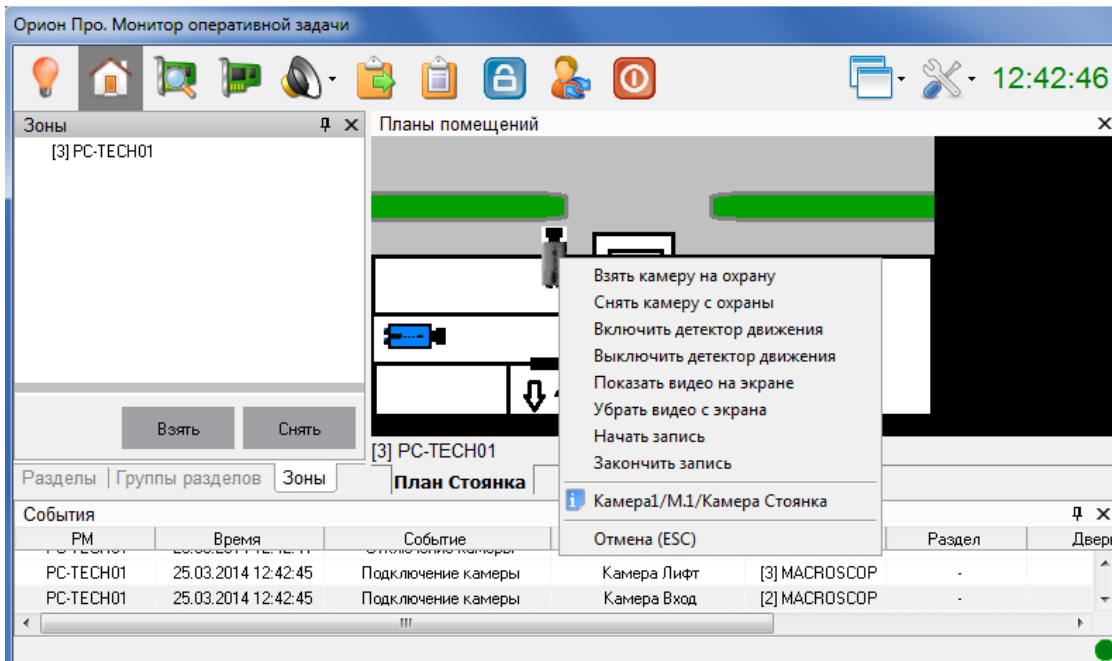 Орион Про. Монитор оперативной задачи
12:42:46
Зоны
[3] PC-TECH01
Взять Снять
Разделы Группы разделов Зоны
Планы помещений
Взять камеру на охрану
Снять камеру с охраны
Включить детектор движения
Выключить детектор движения
Показать видео на экране
Убрать видео с экрана
Начать запись
Закончить запись
Камера1/М.1/Камера Стоянка
Отмена (ESC)
[3] PC-TECH01
План Стоянка
События
РМ Время Событие Раздел
PC-TECH01 25.03.2014 12:42:45 Подключение камеры Камера Лифт [3] MACROSCOP -
PC-TECH01 25.03.2014 12:42:45 Подключение камеры Камера Вход [2] MACROSCOP -